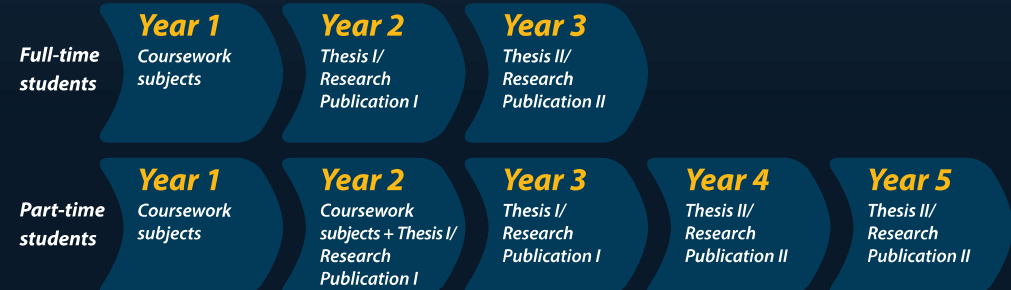 Full-time
students
Year 1
Coursework
subjects
Year 2
Thesis I/
Research
Publication I
Year 3
Thesis II/
Research
Publication II
Part-time
students
Year 1
Coursework
subjects
Year 2
Coursework
subjects + Thesis I/
Research
Publication I
Year 3
Thesis I/
Research
Publication I
Year 4
Thesis II/
Research
Publication II
Year 5
Thesis II/
Research
Publication II